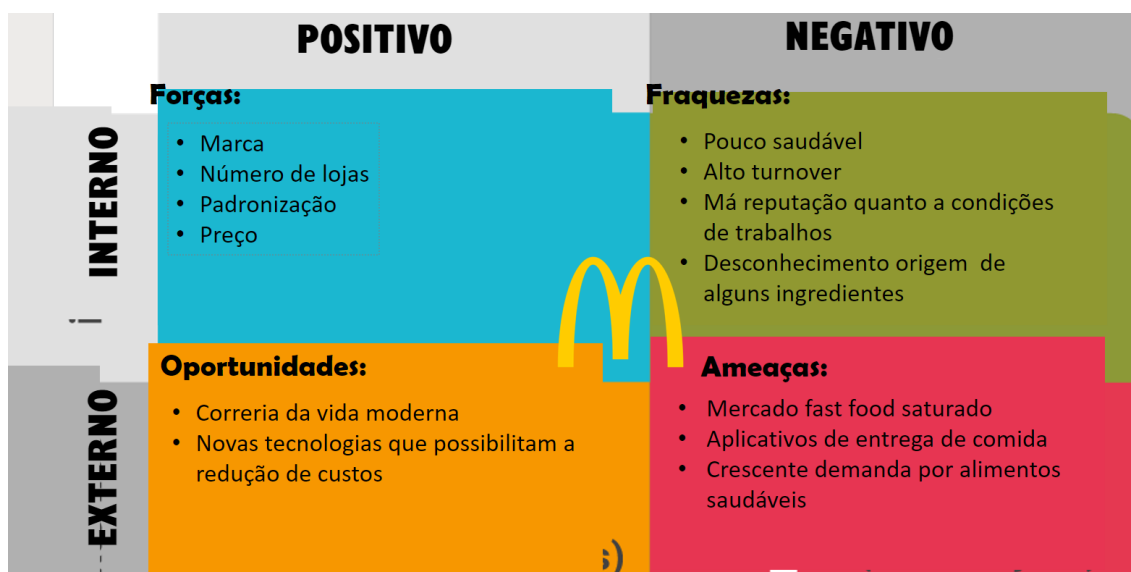 POSITIVO
NEGATIVO
INTERNO
Forças:
• Marca
• Número de lojas
• Padronização
• Preço
Fraquezas:
• Pouco saudável
• Alto turnover
• Má reputação quanto a condições
de trabalhos
• Desconhecimento origem de
alguns ingredientes
EXTERNO
Oportunidades:
• Correria da vida moderna
• Novas tecnologias que possibilitam a
redução de custos
Ameaças:
• Mercado fast food saturado
• Aplicativos de entrega de comida
• Crescente demanda por alimentos
saudáveis
s)